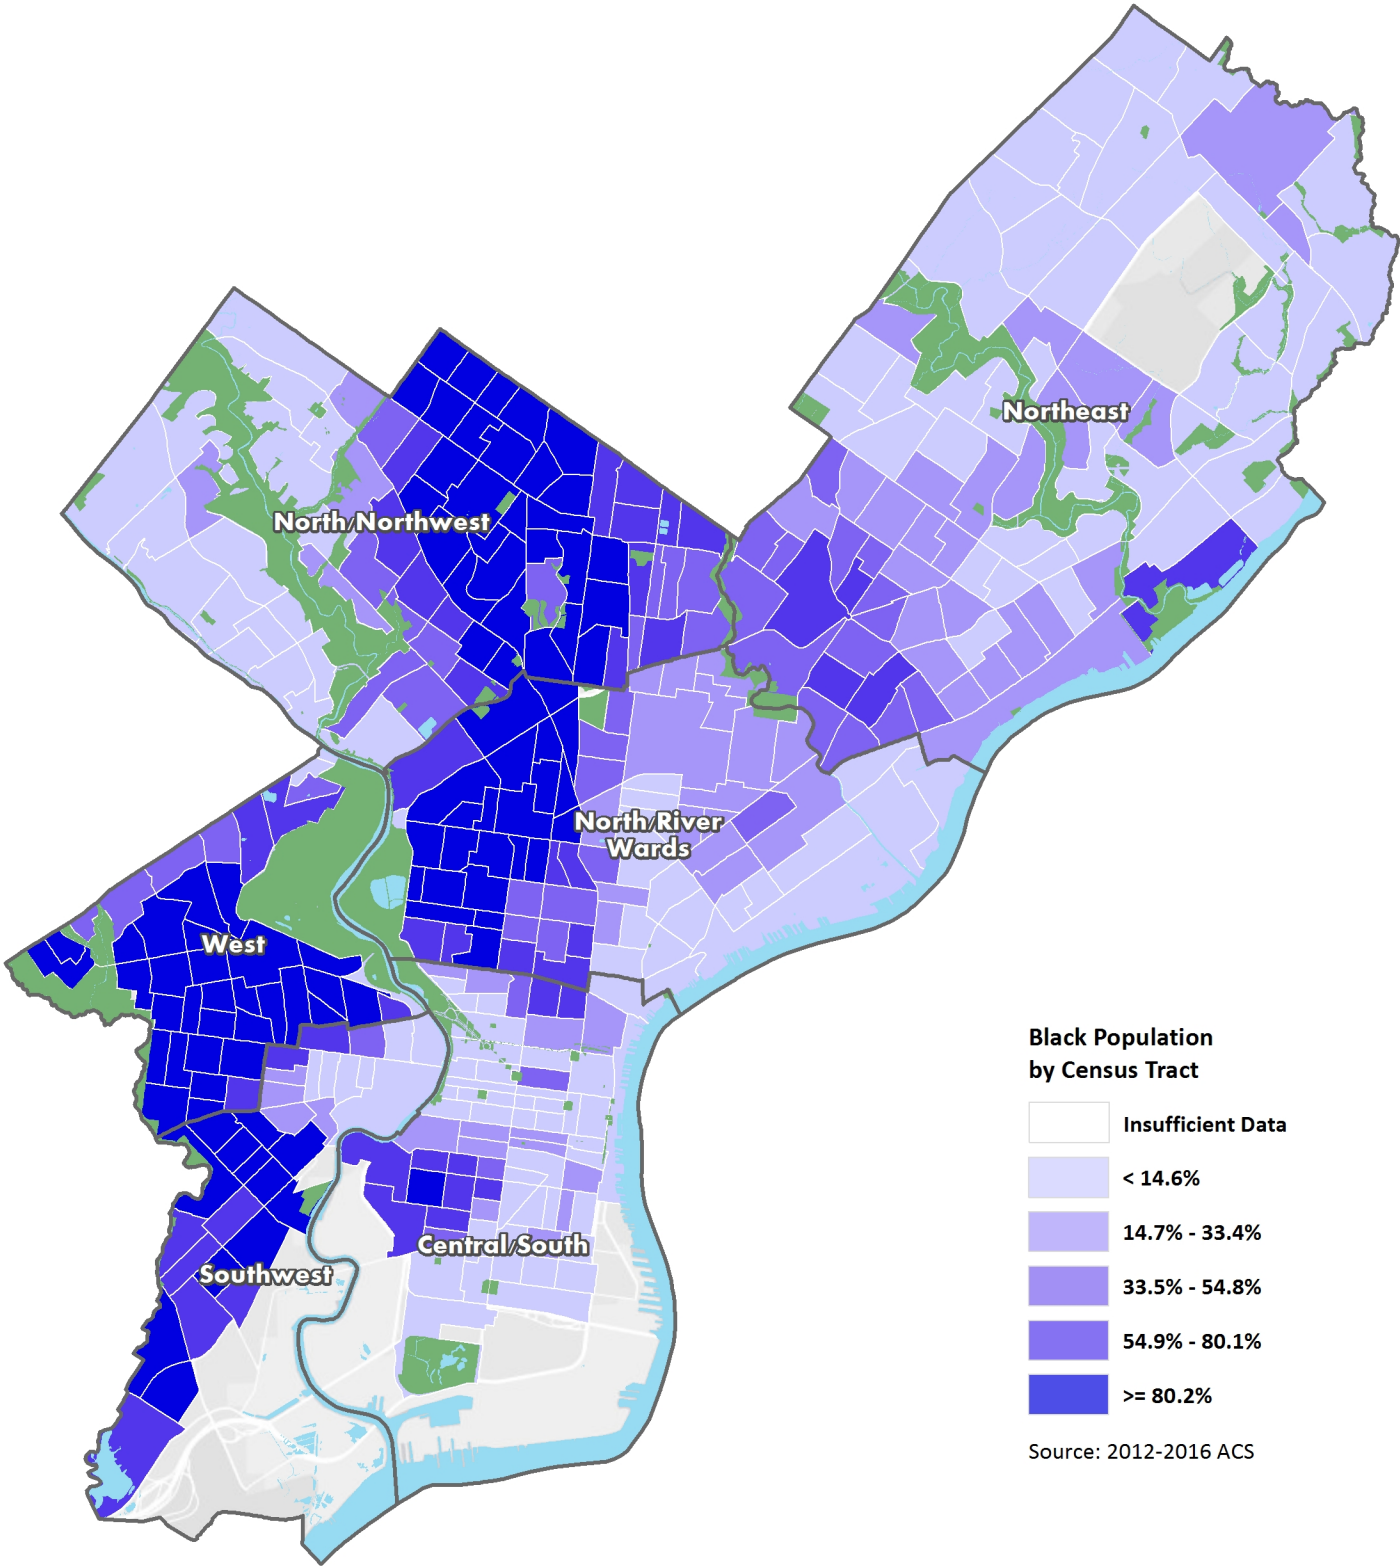 Northeast
North/Northwest
North/River
Wards
West
Central/South
Southwest
Black Population
by Census Tract
Insufficient Data
< 14.6%
14.7% - 33.4%
33.5% - 54.8%
54.9% - 80.1%
>= 80.2%
Source: 2012-2016 ACS